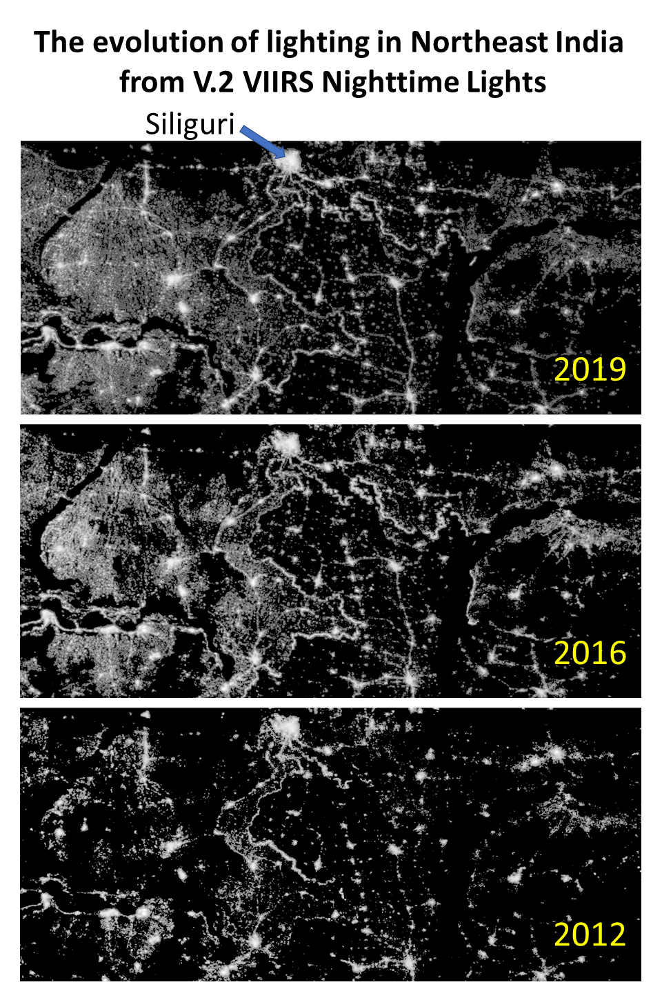 The evolution of lighting in Northeast India
from V.2 VIIRS Nighttime Lights
Siliguri
2019
2016
2012